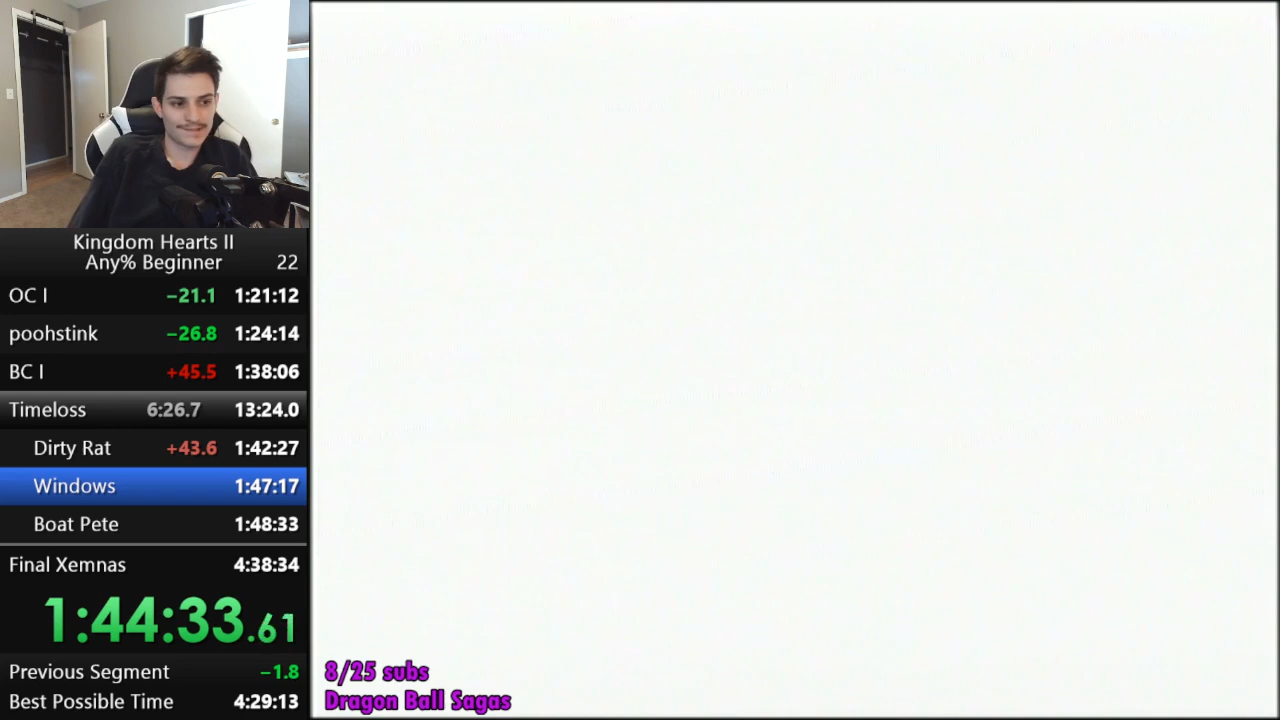 Kingdom Hearts II
Any% Beginner 22
OC I -21.1 1:21:12
poohstink -26.8 1:24:14
BC I +45.5 1:38:06
Timeloss 6:26.7 13:24.0
Dirty Rat +43.6 1:42:27
Windows 1:47:17
Boat Pete 1:48:33
Final Xemnas 4:38:34
1:44:33.61
Previous Segment -1.8
Best Possible Time 4:29:13
8/25 subs
Dragon Ball Sagas